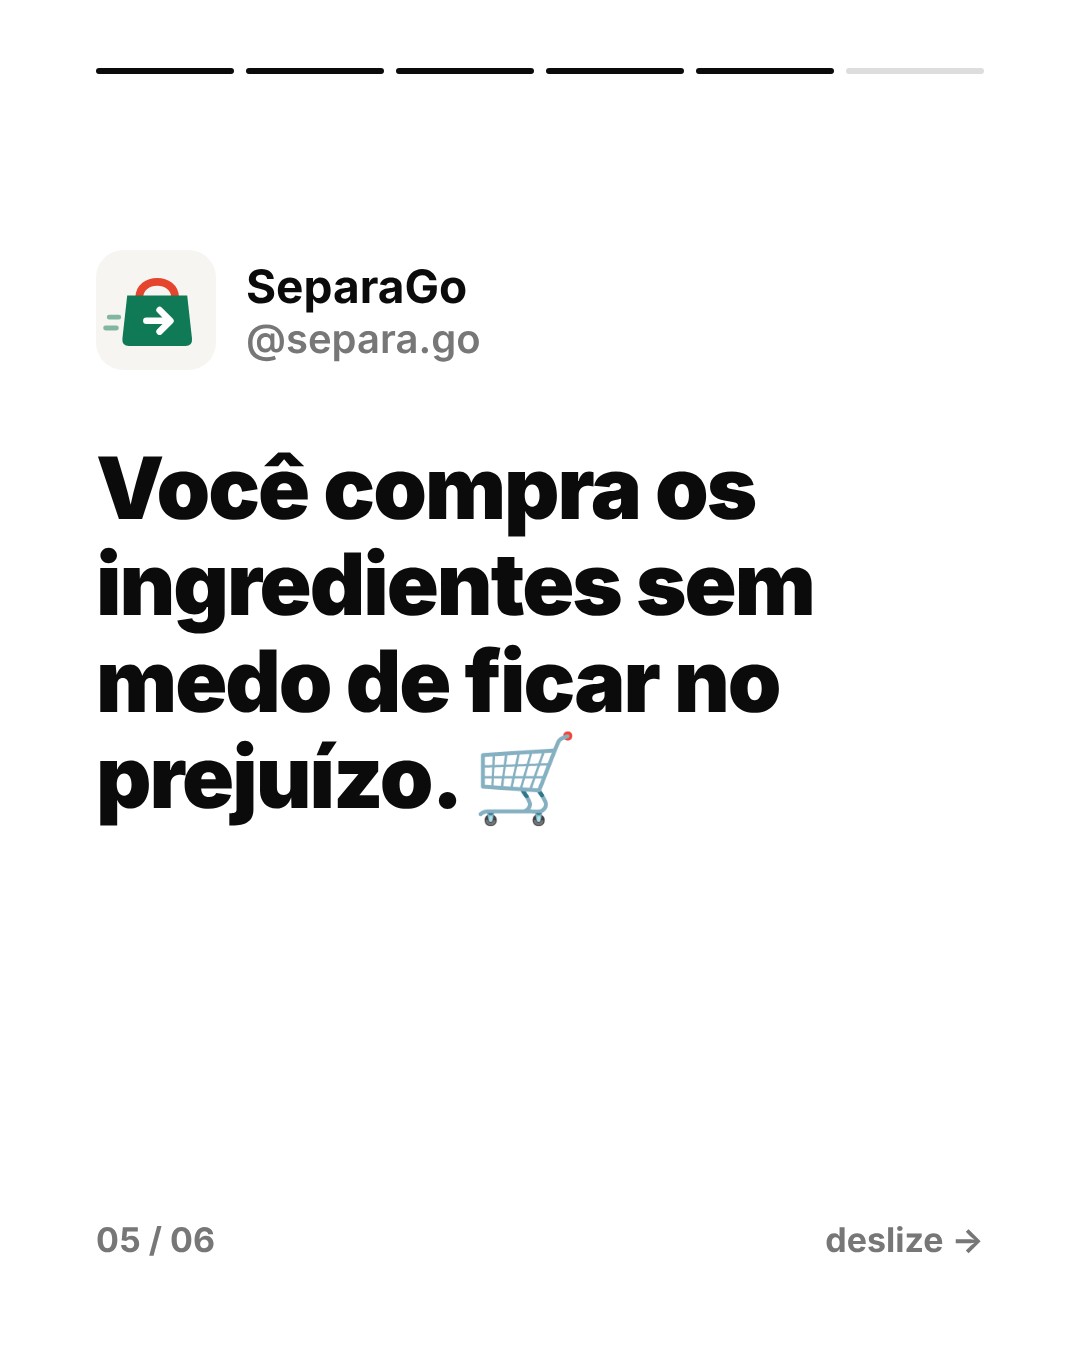 SeparaGo
@separa.go
Você compra os
ingredientes sem
medo de ficar no
prejuízo. 🛒
05 / 06
deslize →